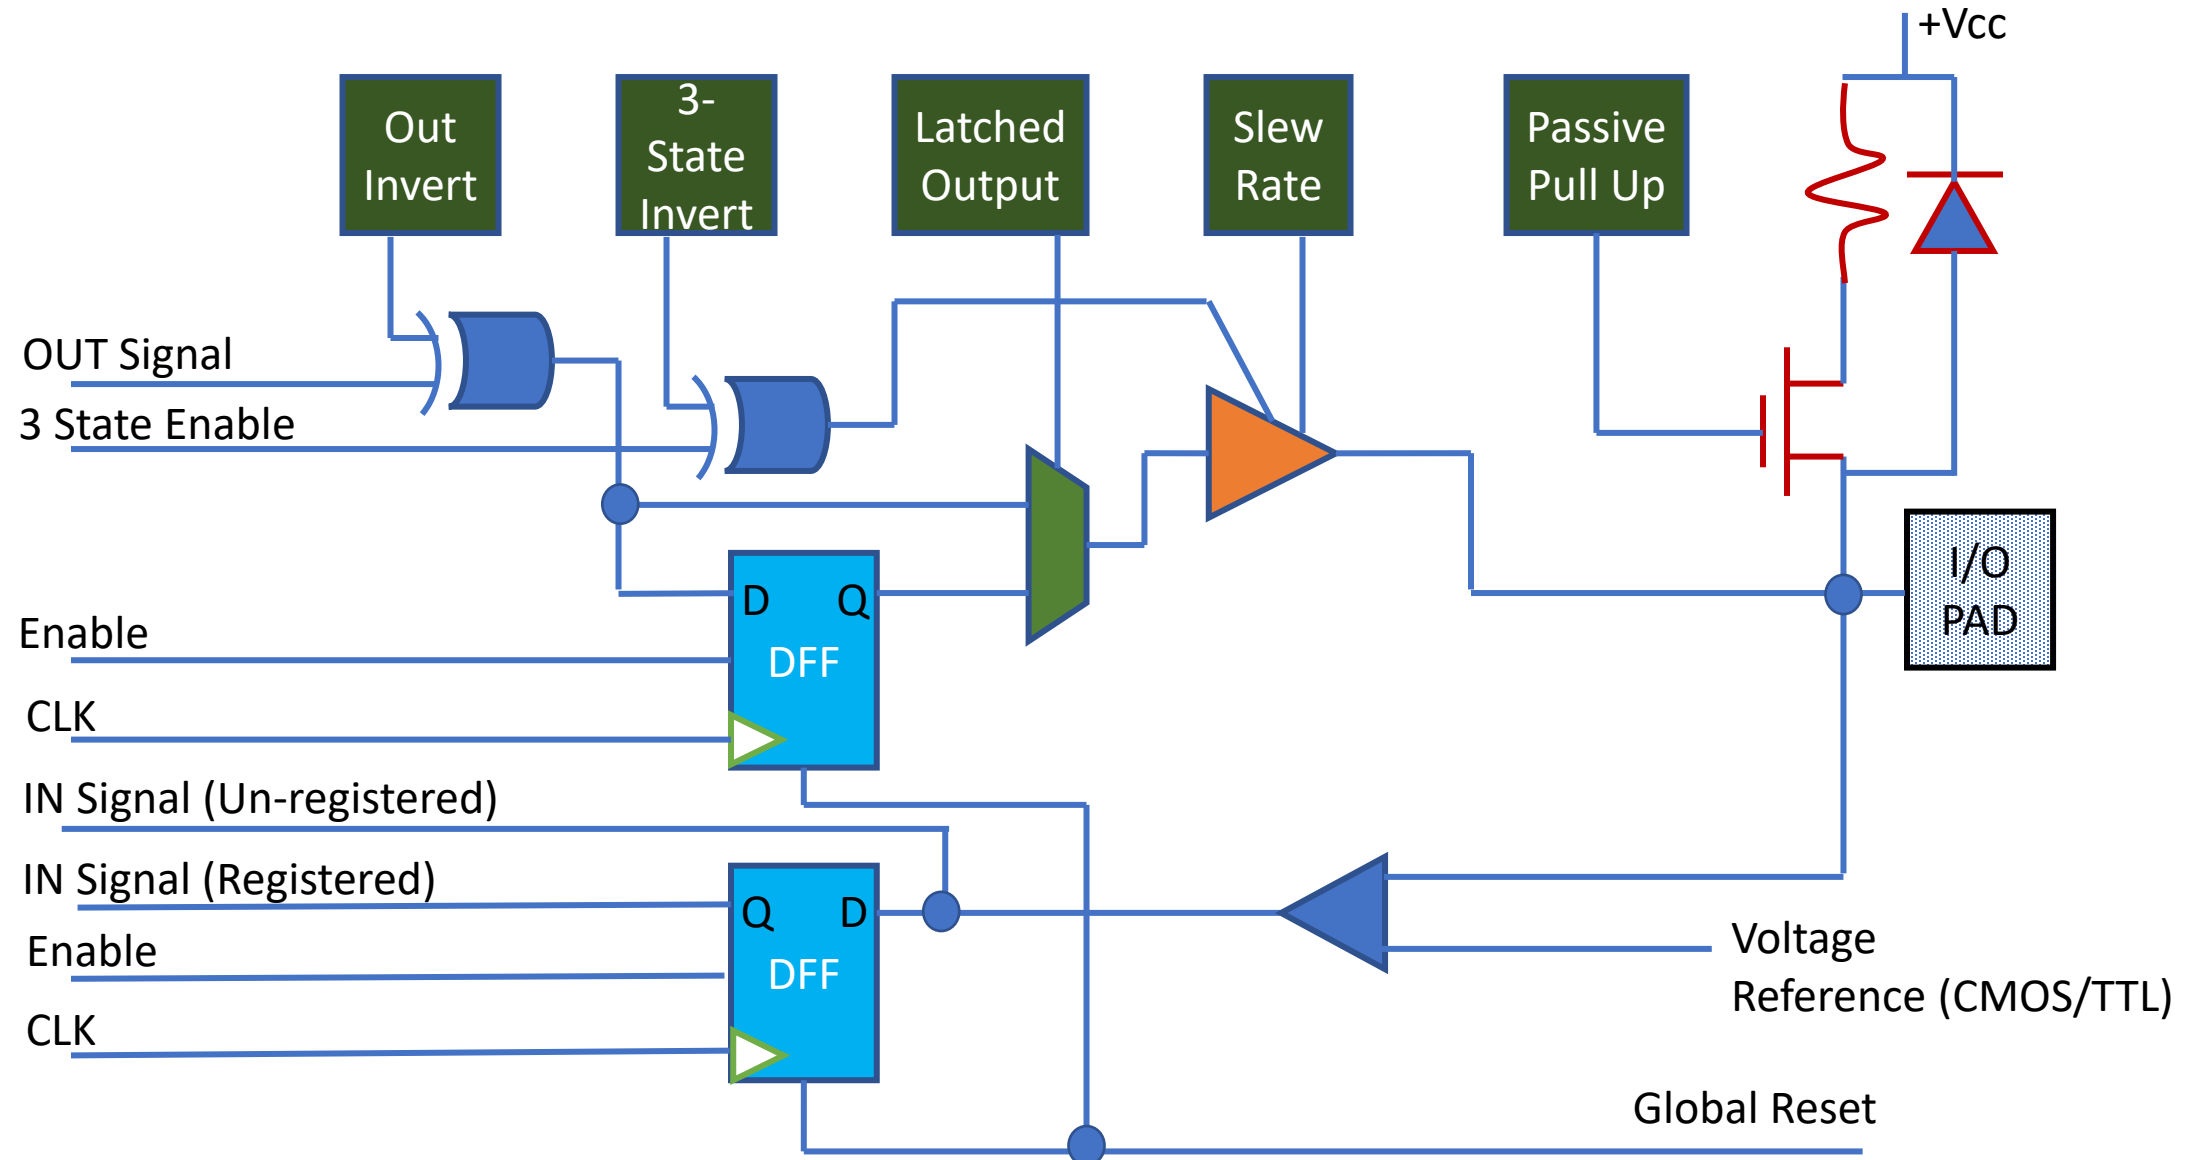 +Vcc
Out
Invert
3-
State
Invert
Latched
Output
Slew
Rate
Passive
Pull Up
OUT Signal
3 State Enable
I/O
PAD
D Q
DFF
Enable
CLK
IN Signal (Un-registered)
IN Signal (Registered)
Q D
DFF
Enable
CLK
Voltage
Reference (CMOS/TTL)
Global Reset